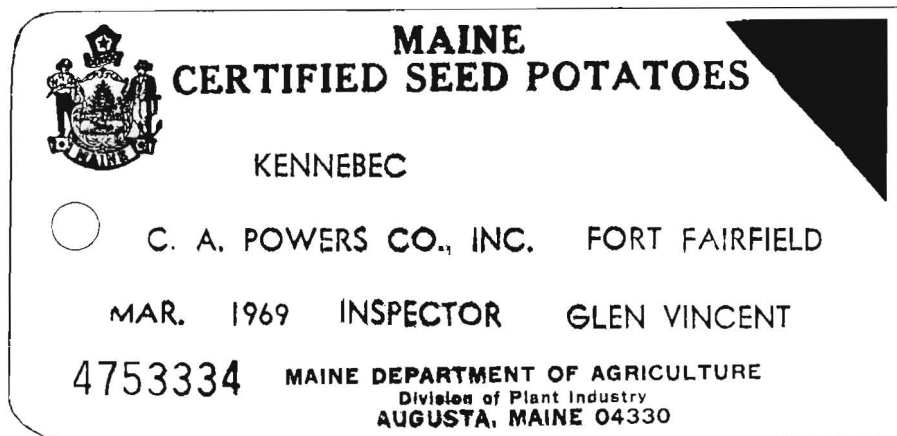 MAINE
CERTIFIED SEED POTATOES
MAINE
KENNEBEC
C. A. POWERS CO., INC. FORT FAIRFIELD
MAR. 1969 INSPECTOR GLEN VINCENT
4753334 MAINE DEPARTMENT OF AGRICULTURE
Division of Plant Industry
AUGUSTA, MAINE 04330